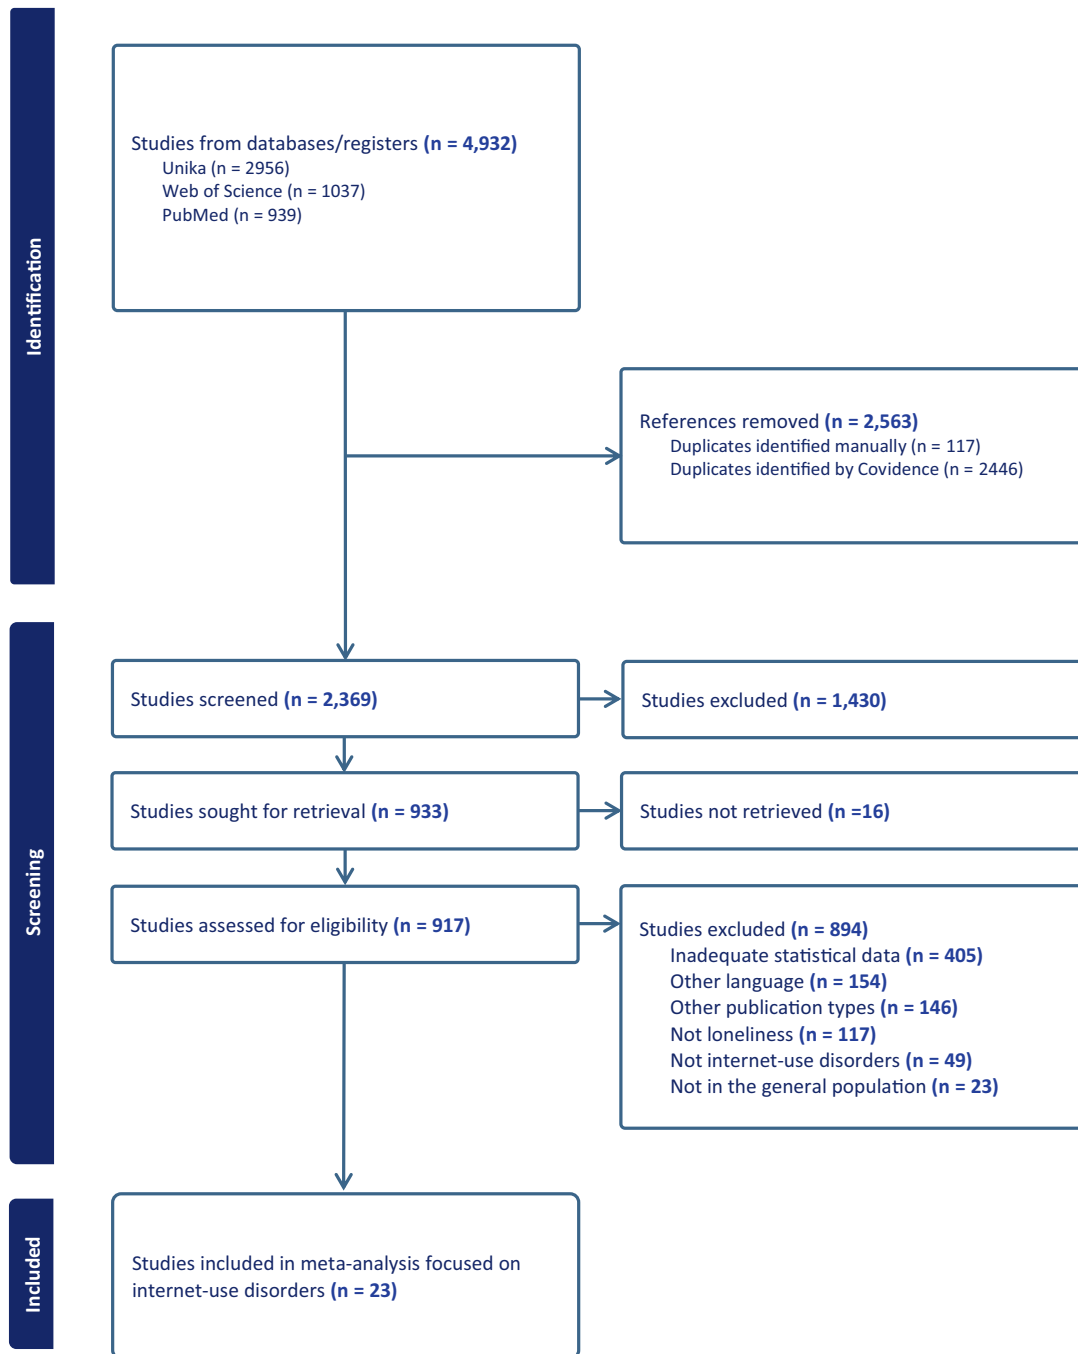 Identification
Studies from databases/registers (n = 4,932)
Unika (n = 2956)
Web of Science (n = 1037)
PubMed (n = 939)
References removed (n = 2,563)
Duplicates identified manually (n = 117)
Duplicates identified by Covidence (n = 2446)
Screening
Studies screened (n = 2,369)
Studies excluded (n = 1,430)
Studies sought for retrieval (n = 933)
Studies not retrieved (n =16)
Studies assessed for eligibility (n = 917)
Studies excluded (n = 894)
Inadequate statistical data (n = 405)
Other language (n = 154)
Other publication types (n = 146)
Not loneliness (n = 117)
Not internet-use disorders (n = 49)
Not in the general population (n = 23)
Included
Studies included in meta-analysis focused on
internet-use disorders (n = 23)